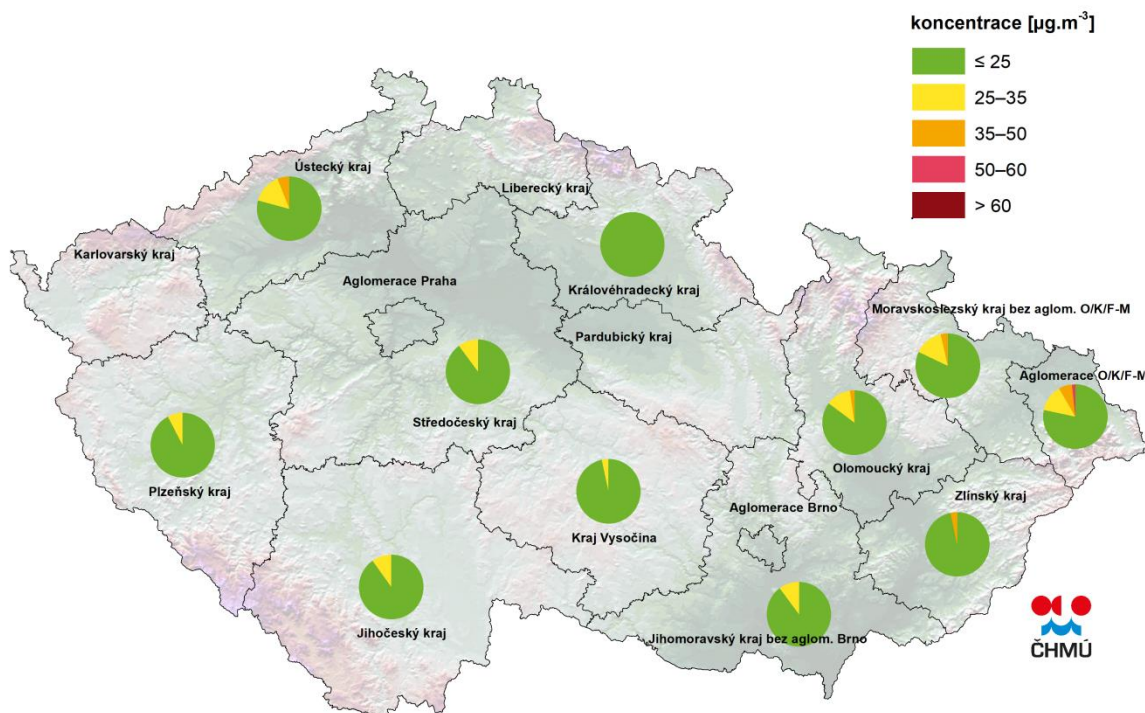 koncentrace [µg.m-3]
≤ 25
25–35
35–50
50–60
> 60
Ústecký kraj
Liberecký kraj
Karlovarský kraj
Aglomerace Praha
Královéhradecký kraj
Moravskoslezský kraj bez aglom. O/K/F-M
Pardubický kraj
Aglomerace O/K/F-M
Středočeský kraj
Olomoucký kraj
Plzeňský kraj
Zlínský kraj
Aglomerace Brno
Kraj Vysočina
Jihočeský kraj
Jihomoravský kraj bez aglom. Brno
ČHMÚ